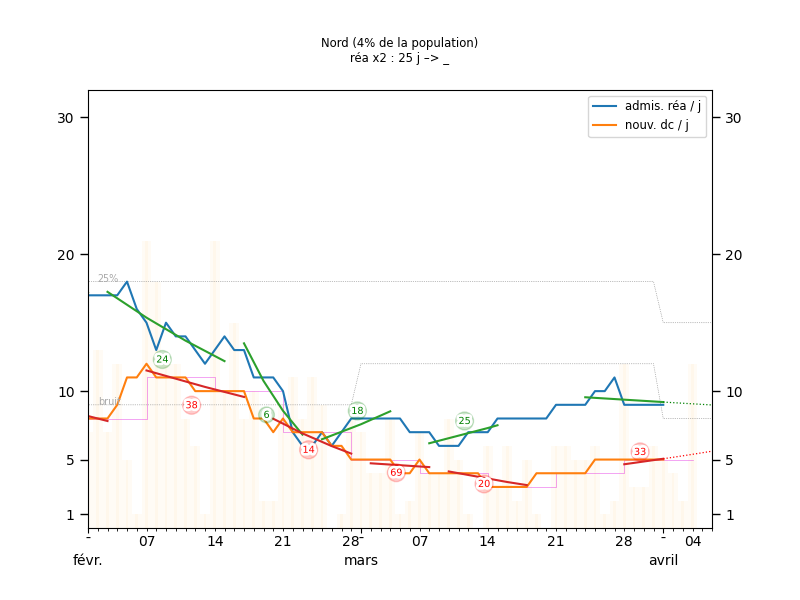 Nord (4% de la population)
réa x2 : 25 j –> _
admis. réa / j
nouv. dc / j
30
30
20
20
25%
24
10
10
bruit
38
6
18
25
14
33
5
5
69
20
1
1
- 07 14 21 28 - 07 14 21 28 - 04
févr. mars avril